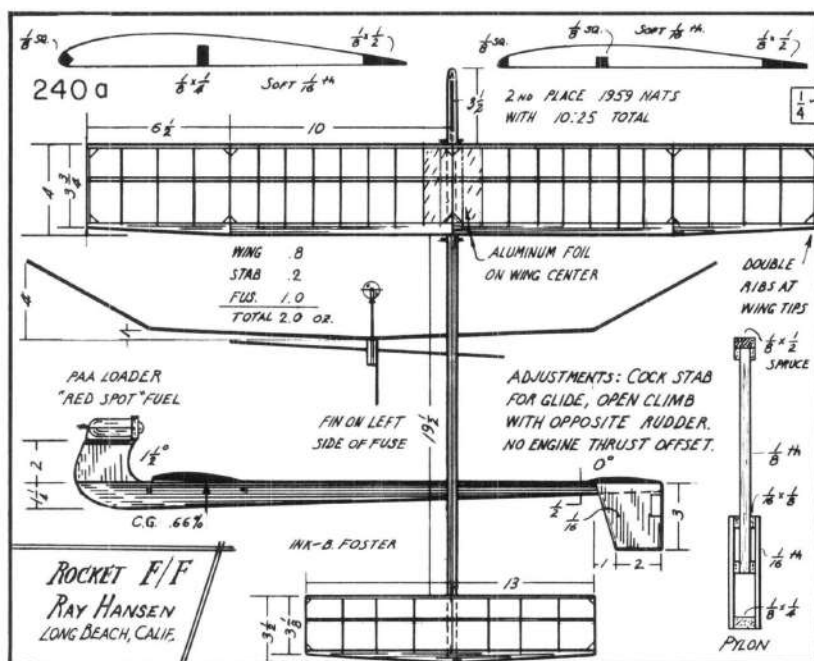 1/8 SQ.
1/8 x 1/2
1/8 SQ.
SOFT 1/16 TH
1/8 x 1/2
240a
1/8 x 1/4
SOFT 1/16 TH
3 1/2
2ND PLACE 1959 NATS
WITH 10:25 TOTAL
1/4
6 1/2
10
4
3 3/4
WING .8
STAB .2
FUS. 1.0
TOTAL 2.0 OZ.
ALUMINUM FOIL
ON WING CENTER
DOUBLE
RIBS AT
WING TIPS
4
1
1/8 x 1/2
SPRUCE
PAA LOADER
"RED SPOT" FUEL
FIN ON LEFT
SIDE OF FUSE
19 1/2
ADJUSTMENTS: COCK STAB
FOR GLIDE, OPEN CLIMB
WITH OPPOSITE RUDDER.
NO ENGINE THRUST OFFSET.
1 1/2°
0°
2
1 1/4
C.G. .66%
1/2
1/16
3
1
2
1/8 TH
1/16 x 1/8
1/16 TH
1/8 x 1/4
PYLON
INK-B. FOSTER
ROCKET F/F
RAY HANSEN
LONG BEACH, CALIF.
13
3 1/2
3 1/8